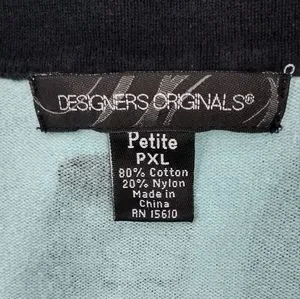 DESIGNERS ORIGINALS®
Petite
PXL
80% Cotton
20% Nylon
Made in
China
RN 15610